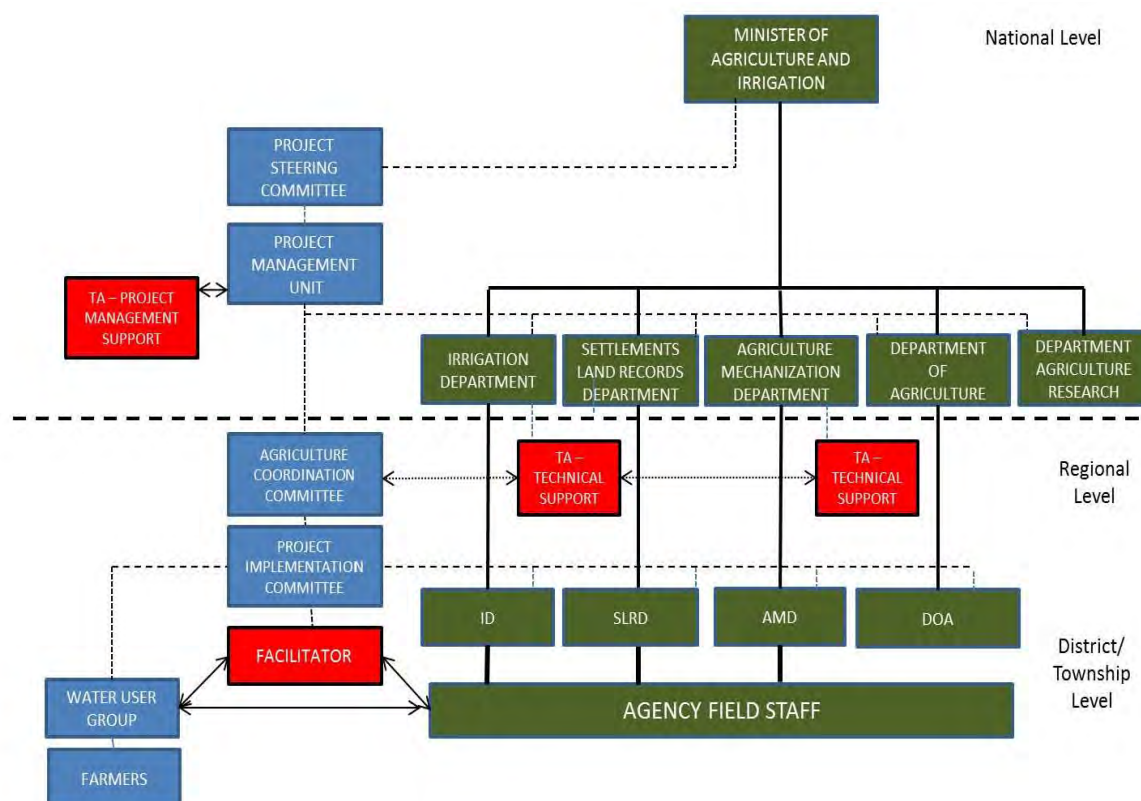 MINISTER OF
AGRICULTURE AND
IRRIGATION
National Level
PROJECT
STEERING
COMMITTEE
PROJECT
MANAGEMENT
UNIT
TA – PROJECT
MANAGEMENT
SUPPORT
IRRIGATION
DEPARTMENT
SETTLEMENTS
LAND RECORDS
DEPARTMENT
AGRICULTURE
MECHANIZATION
DEPARTMENT
DEPARTMENT
OF
AGRICULTURE
DEPARTMENT
AGRICULTURE
RESEARCH
AGRICULTURE
COORDINATION
COMMITTEE
TA –
TECHNICAL
SUPPORT
TA –
TECHNICAL
SUPPORT
Regional
Level
PROJECT
IMPLEMENTATION
COMMITTEE
ID
SLRD
AMD
DOA
FACILITATOR
District/
Township
Level
WATER USER
GROUP
AGENCY FIELD STAFF
FARMERS